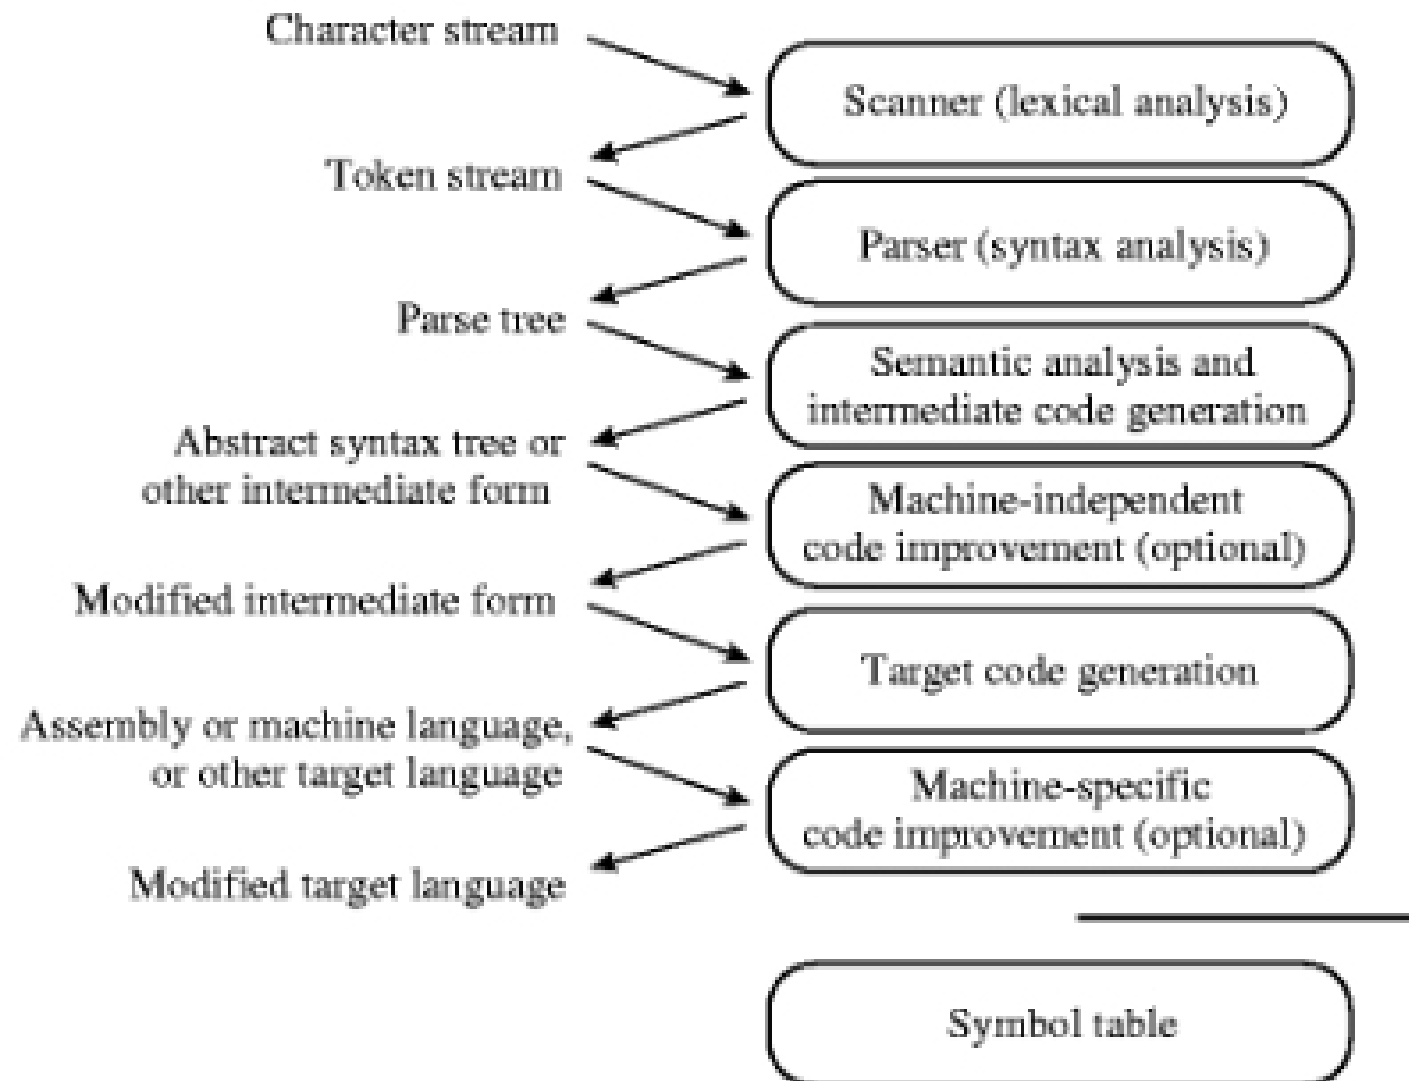 Character stream
Scanner (lexical analysis)
Token stream
Parser (syntax analysis)
Parse tree
Semantic analysis and
intermediate code generation
Abstract syntax tree or
other intermediate form
Machine-independent
code improvement (optional)
Modified intermediate form
Target code generation
Assembly or machine language,
or other target language
Machine-specific
code improvement (optional)
Modified target language
Symbol table